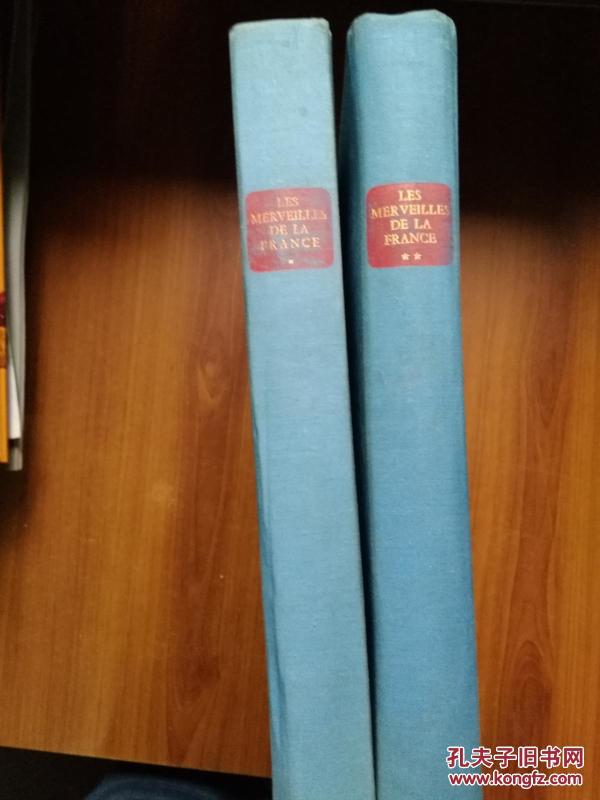 LES
MERVEILLES
DE LA
FRANCE
*
LES
MERVEILLES
DE LA
FRANCE
**
孔夫子旧书网
www.kongfz.com